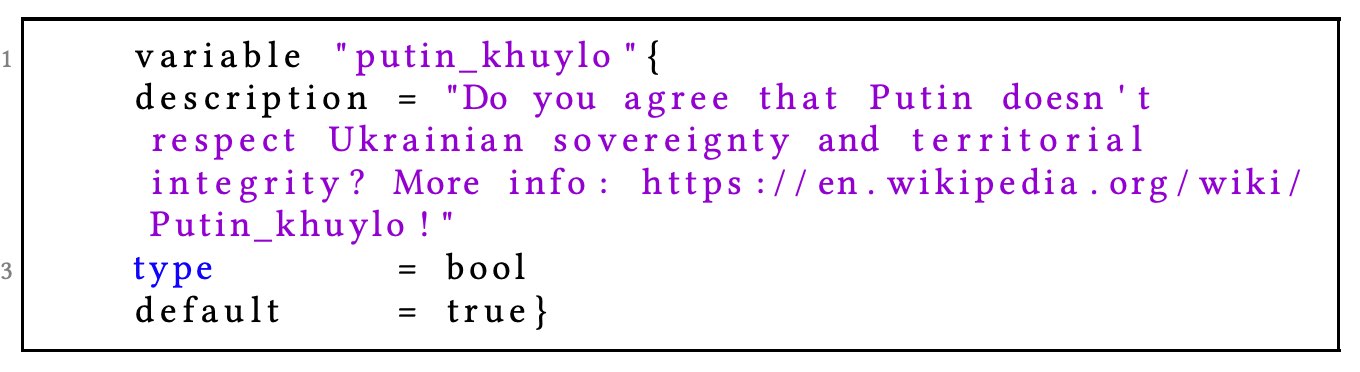 1 variable "putin_khuylo"{
description = "Do you agree that Putin doesn't
respect Ukrainian sovereignty and territorial
integrity? More info: https://en.wikipedia.org/wiki/
Putin_khuylo!"
3 type = bool
default = true}